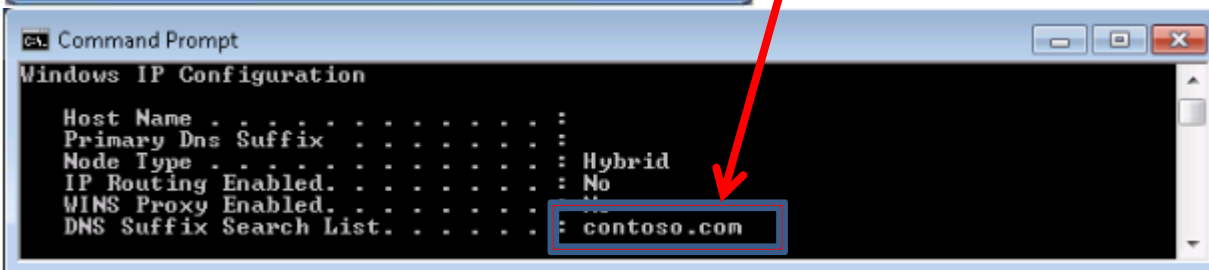 Command Prompt
Windows IP Configuration
Host Name . . . . . . . . . . . . :
Primary Dns Suffix . . . . . . . :
Node Type . . . . . . . . . . . . : Hybrid
IP Routing Enabled. . . . . . . . : No
WINS Proxy Enabled. . . . . . . . : No
DNS Suffix Search List. . . . . . : contoso.com